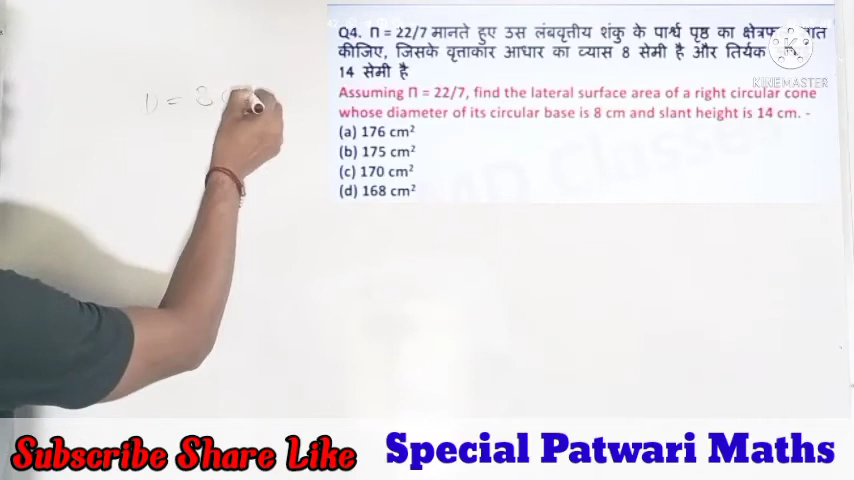 Q4. Π = 22/7 मानते हुए उस लंबवृत्तीय शंकु के पार्श्व पृष्ठ का क्षेत्रफ
कीजिए, जिसके वृत्ताकार आधार का व्यास 8 सेमी है और तिर्यक
14 सेमी है
KINEMASTER
Assuming Π = 22/7, find the lateral surface area of a right circular cone
whose diameter of its circular base is 8 cm and slant height is 14 cm. -
(a) 176 cm²
(b) 175 cm²
(c) 170 cm²
(d) 168 cm²
D = 8
Subscribe Share Like
Special Patwari Maths